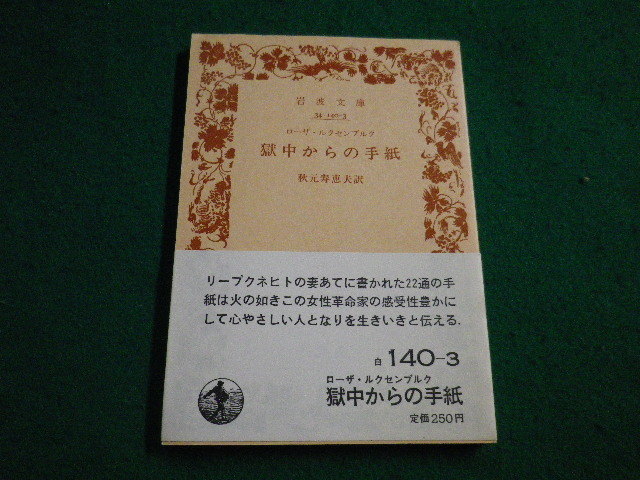 岩波文庫
34-140-3
ローザ・ルクセンブルク
獄中からの手紙
秋元寿恵夫訳
リープクネヒトの妻あてに書かれた22通の手
紙は火の如きこの女性革命家の感受性豊かに
して心やさしい人となりを生きいきと伝える.
白 140-3
ローザ・ルクセンブルク
獄中からの手紙
定価250円